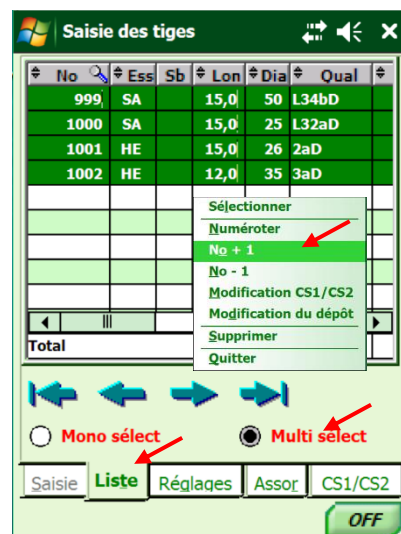 Saisie des tiges
No Ess Sb Lon Dia Qual
999 SA 15,0 50 L34bD
1000 SA 15,0 25 L32aD
1001 HE 15,0 26 2aD
1002 HE 12,0 35 3aD
Sélectionner
Numéroter
No + 1
No - 1
Modification CS1/CS2
Modification du dépôt
Supprimer
Quitter
Total
Mono sélect Multi sélect
Saisie Liste Réglages Assor CS1/CS2
OFF